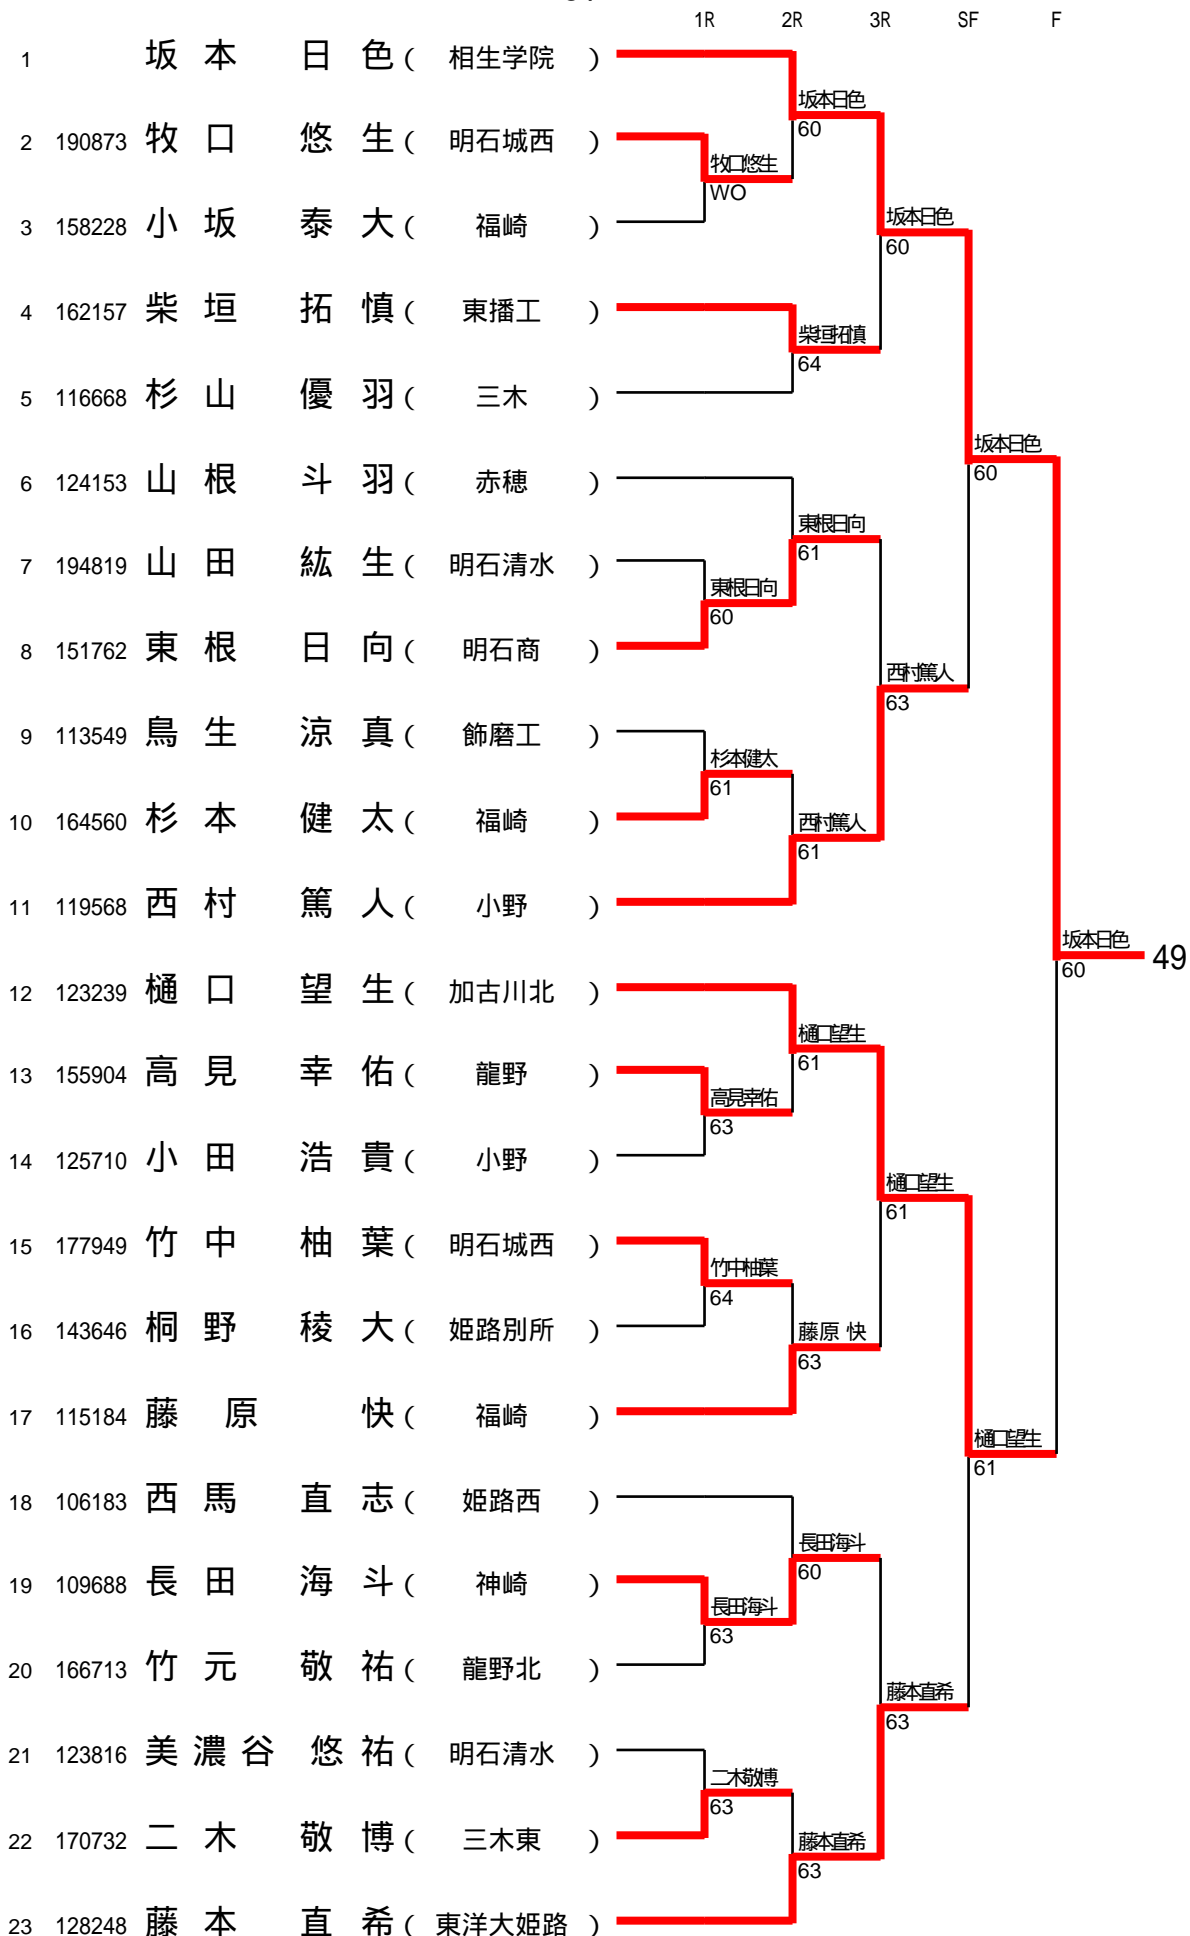 1R 2R 3R SF F
1 坂本 日色 ( 相生学院 )
坂本日色
2 190873 牧口 悠生 ( 明石城西 )
60
牧口悠生
WO
3 158228 小坂 泰大 ( 福崎 )
坂本日色
60
4 162157 柴垣 拓慎 ( 東播工 )
柴垣拓慎
64
5 116668 杉山 優羽 ( 三木 )
坂本日色
60
6 124153 山根 斗羽 ( 赤穂 )
東根日向
61
7 194819 山田 紘生 ( 明石清水 )
東根日向
60
8 151762 東根 日向 ( 明石商 )
西村篤人
63
9 113549 鳥生 涼真 ( 飾磨工 )
杉本健太
61
10 164560 杉本 健太 ( 福崎 )
西村篤人
61
11 119568 西村 篤人 ( 小野 )
坂本日色
49
60
12 123239 樋口 望生 ( 加古川北 )
樋口望生
61
13 155904 高見 幸佑 ( 龍野 )
高見幸佑
63
14 125710 小田 浩貴 ( 小野 )
樋口望生
61
15 177949 竹中 柚葉 ( 明石城西 )
竹中柚葉
64
16 143646 桐野 稜大 ( 姫路別所 )
藤原 快
63
17 115184 藤原 快 ( 福崎 )
樋口望生
61
18 106183 西馬 直志 ( 姫路西 )
長田海斗
60
19 109688 長田 海斗 ( 神崎 )
長田海斗
63
20 166713 竹元 敬祐 ( 龍野北 )
藤本直希
63
21 123816 美濃谷 悠祐 ( 明石清水 )
二木敬博
63
22 170732 二木 敬博 ( 三木東 )
藤本直希
63
23 128248 藤本 直希 ( 東洋大姫路 )